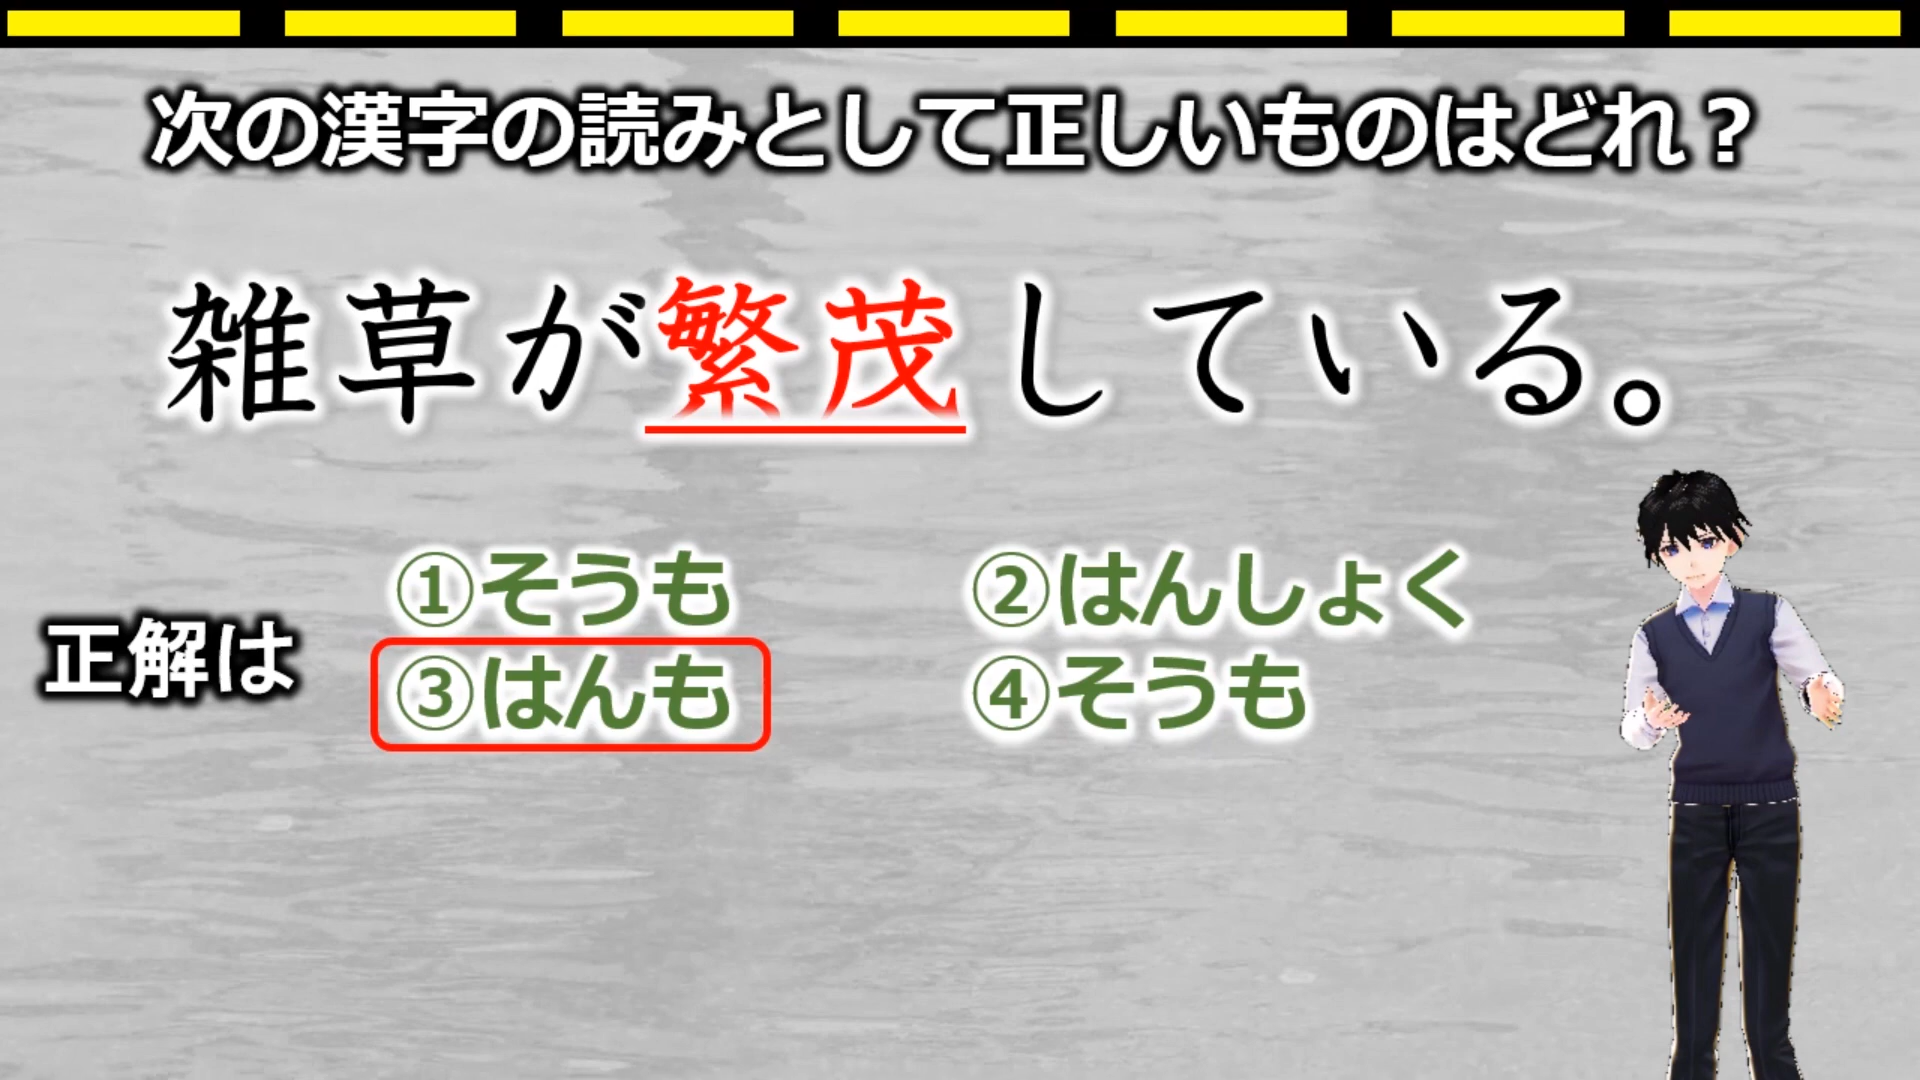 次の漢字の読みとして正しいものはどれ？
雑草が繁茂している。
①そうも ②はんしょく
正解は
③はんも ④そうも